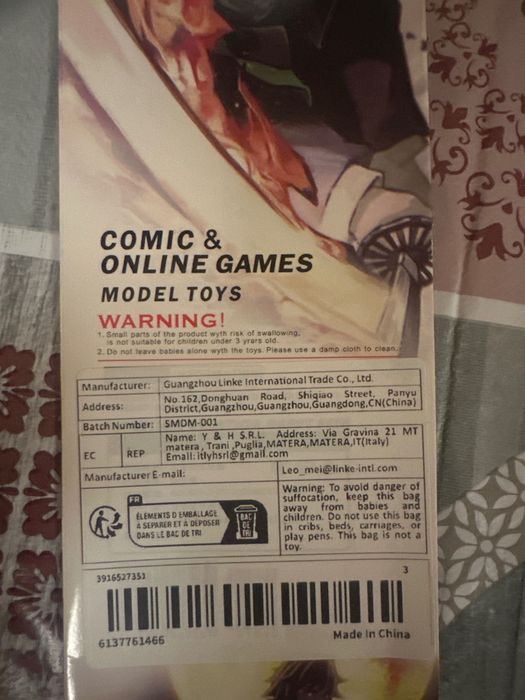 COMIC &
ONLINE GAMES
MODEL TOYS
WARNING!
1. Small parts of the product wyth risk of swallowing,
is not suitable for children under 3 yrars old.
2. Do not leave babies alone wyth the toys. Please use a damp cloth to clean.
Manufacturer: Guangzhou Linke International Trade Co., Ltd.
Address: No.162,Donghuan Road, Shiqiao Street, Panyu
District,Guangzhou,Guangzhou,Guangdong,CN(China)
Batch Number: SMDM-001
EC REP Name: Y & H S.R.L. Address: Via Gravina 21 MT
matera, Trani ,Puglia,MATERA,MATERA,IT(Italy)
Email: itlyhsrl@gmail.com
Manufacturer E-mail: Leo_mei@linke-intl.com
FR
ÉLÉMENTS D'EMBALLAGE
À SÉPARER ET À DÉPOSER
DANS LE BAC DE TRI
BAC
DE
TRI
Warning: To avoid danger of
suffocation, keep this bag
away from babies and
children. Do not use this bag
in cribs, beds, carriages, or
play pens. This bag is not a
toy.
3916527351 3
6137761466 Made In China